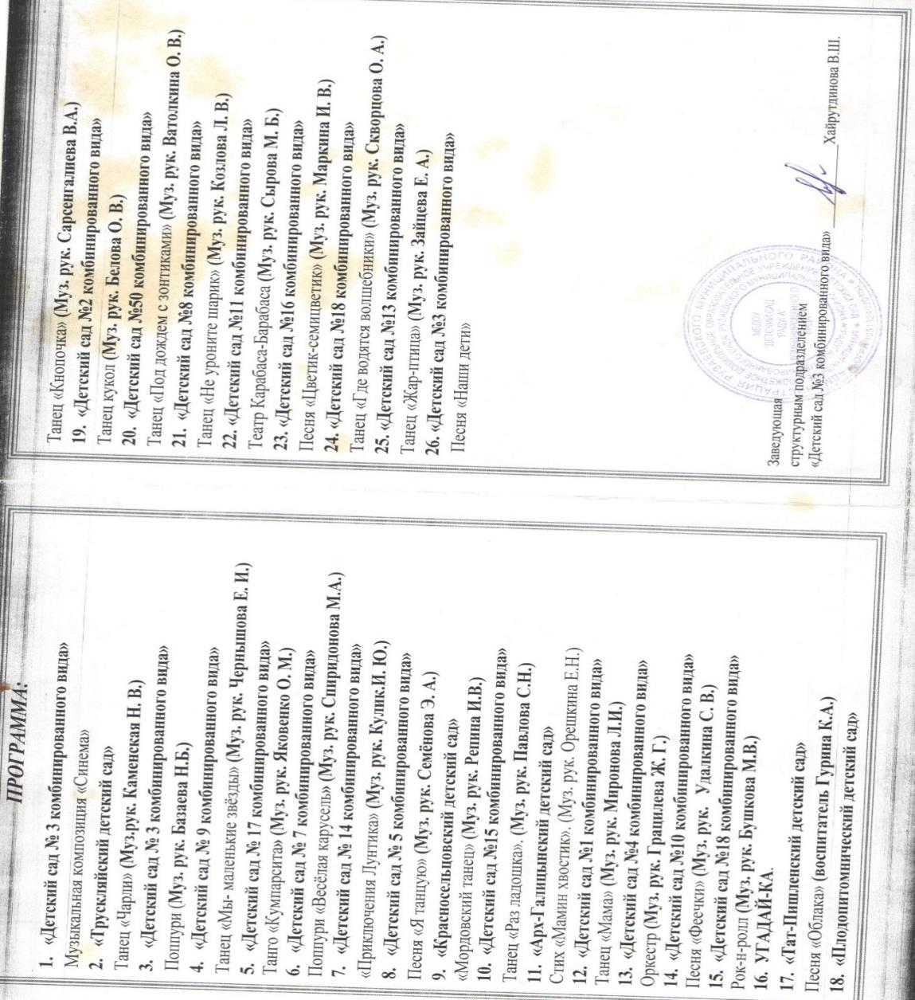 ПРОГРАММА:
1. «Детский сад № 3 комбинированного вида»
Музыкальная композиция «Синема»
2. «Трускляйский детский сад»
Танец «Чарли» (Муз.рук. Каменская Н. В.)
3. «Детский сад № 3 комбинированного вида»
Поппури (Муз. рук. Базаева Н.Б.)
4. «Детский сад № 9 комбинированного вида»
Танец «Мы- маленькие звёзды» (Муз. рук. Чернышова Е. И.)
5. «Детский сад № 17 комбинированного вида»
Танго «Кумпарсита» (Муз. рук. Яковенко О. М.)
6. «Детский сад № 7 комбинированного вида»
Поппури «Весёлая карусель» (Муз. рук. Спиридонова М.А.)
7. «Детский сад № 14 комбинированного вида»
«Приключения Лунтика» (Муз. рук. Кулик.И. Ю.)
8. «Детский сад № 5 комбинированного вида»
Песня «Я танцую» (Муз. рук. Семёнова Э. А.)
9. «Красносельцовский детский сад»
«Мордовский танец» (Муз. рук. Репина И.В.)
10. «Детский сад №15 комбинированного вида»
Танец «Раз ладошка». (Муз. рук. Павлова С.Н.)
11. «Арх-Галицынский детский сад»
Стих «Мамин хвостик». (Муз. рук. Орешкина Е.Н.)
12. «Детский сад №1 комбинированного вида»
Танец «Мама» (Муз. рук. Миронова Л.И.)
13. «Детский сад №4 комбинированного вида»
Оркестр (Муз. рук. Грацилева Ж. Г.)
14. «Детский сад №10 комбинированного вида»
Песня «Феечки» (Муз. рук. Удалкина С. В.)
15. «Детский сад №18 комбинированного вида»
Рок-н-ролл (Муз. рук. Бушкова М.В.)
16. УГАДАЙ-КА.
17. «Тат-Пишленский детский сад»
Песня «Облака» (воспитатель Гурина К.А.)
18. «Плодопитомнический детский сад»
Танец «Кнопочка» (Муз. рук. Сарсенгалиева В.А.)
19. «Детский сад №2 комбинированного вида»
Танец кукол (Муз. рук. Белова О. В.)
20. «Детский сад №50 комбинированного вида»
Танец «Под дождем с зонтиками» (Муз. рук. Ватолкина О. В.)
21. «Детский сад №8 комбинированного вида»
Танец «Не уроните шарик» (Муз. рук. Козлова Л. В.)
22. «Детский сад №11 комбинированного вида»
Театр Карабаса-Барабаса (Муз. рук. Сырова М. Б.)
23. «Детский сад №16 комбинированного вида»
Песня «Цветик-семицветик» (Муз. рук. Маркина И. В.)
24. «Детский сад №18 комбинированного вида»
Танец «Где водятся волшебники» (Муз. рук. Скворцова О. А.)
25. «Детский сад №13 комбинированного вида»
Танец «Жар-птица» (Муз. рук. Зайцева Е. А.)
26. «Детский сад №3 комбинированного вида»
Песня «Наши дети»
Заведующая
структурным подразделением
«Детский сад №3 комбинированного вида» Хайрутдинова В.Ш.